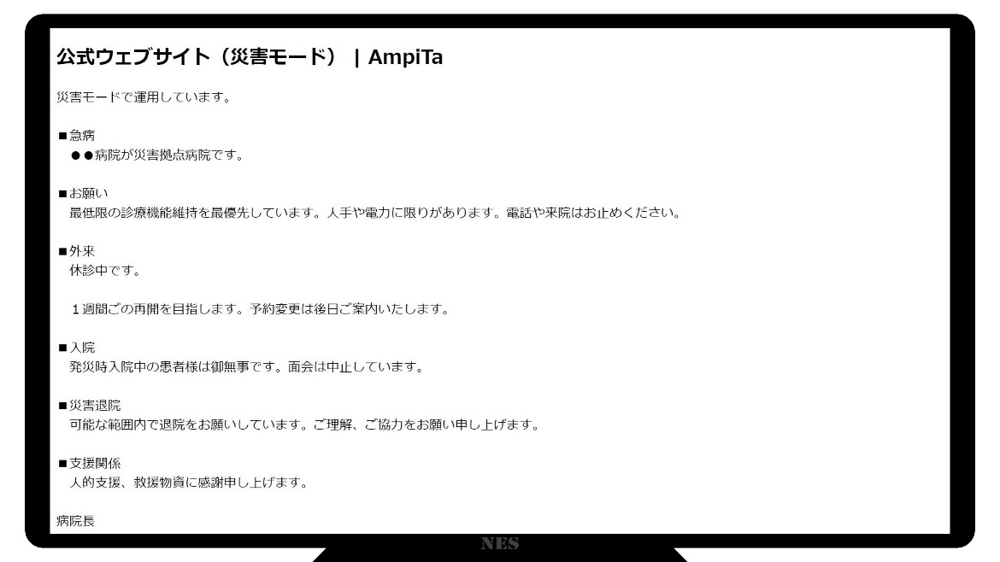 公式ウェブサイト（災害モード） | AmpiTa
災害モードで運用しています。
■急病
●●病院が災害拠点病院です。
■お願い
最低限の診療機能維持を最優先しています。人手や電力に限りがあります。電話や来院はお止めください。
■外来
休診中です。
１週間ごの再開を目指します。予約変更は後日ご案内いたします。
■入院
発災時入院中の患者様は御無事です。面会は中止しています。
■災害退院
可能な範囲内で退院をお願いしています。ご理解、ご協力をお願い申し上げます。
■支援関係
人的支援、救援物資に感謝申し上げます。
病院長
NES